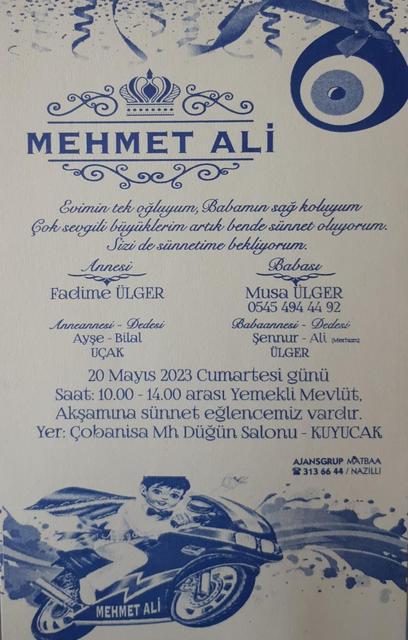 MEHMET ALİ
Evimin tek oğluyum, Babamın sağ koluyum
Çok sevgili büyüklerim artık bende sünnet oluyorum.
Sizi de sünnetime bekliyorum.
Annesi
Fadime ÜLGER
Babası
Musa ÜLGER
0545 494 44 92
Anneannesi - Dedesi
Ayşe - Bilal
UÇAK
Babaannesi - Dedesi
Şennur - Ali (Merhum)
ÜLGER
20 Mayıs 2023 Cumartesi günü
Saat: 10.00 - 14.00 arası Yemekli Mevlüt,
Akşamına sünnet eğlencemiz vardır.
Yer: Çobanisa Mh Düğün Salonu - KUYUCAK
AJANSGRUP MATBAA
☎ 313 66 44 / NAZİLLİ
MEHMET ALİ